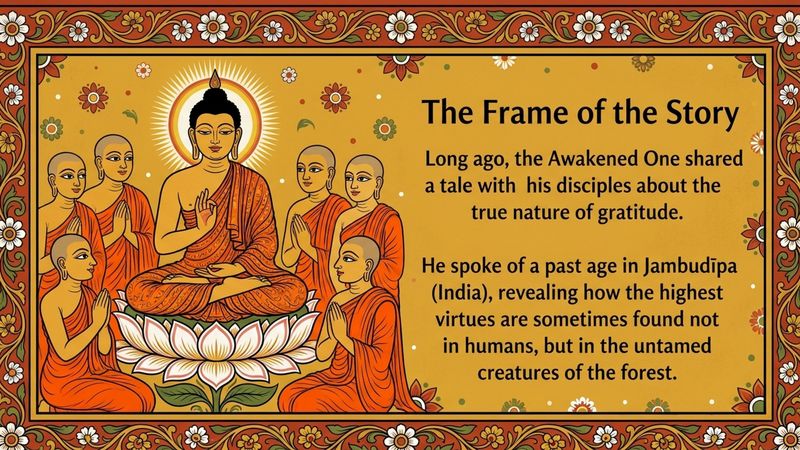 The Frame of the Story
Long ago, the Awakened One shared
a tale with his disciples about the
true nature of gratitude.
He spoke of a past age in Jambudīpa
(India), revealing how the highest
virtues are sometimes found not
in humans, but in the untamed
creatures of the forest.